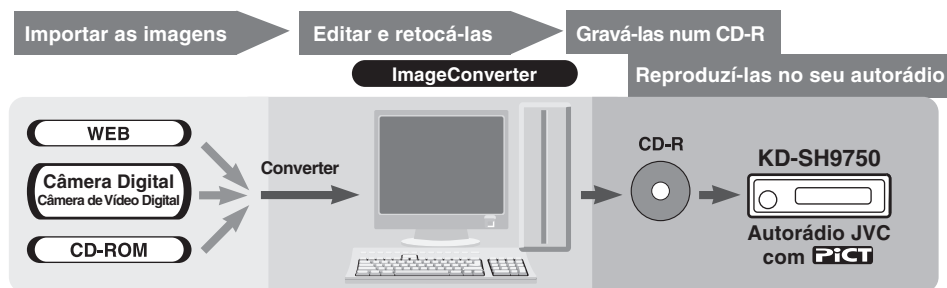 Importar as imagens
Editar e retocá-las
Gravá-las num CD-R
ImageConverter
Reproduzí-las no seu autorádio
WEB
Câmera Digital
Câmera de Vídeo Digital
CD-ROM
Converter
CD-R
KD-SH9750
Autorádio JVC
com PiCT